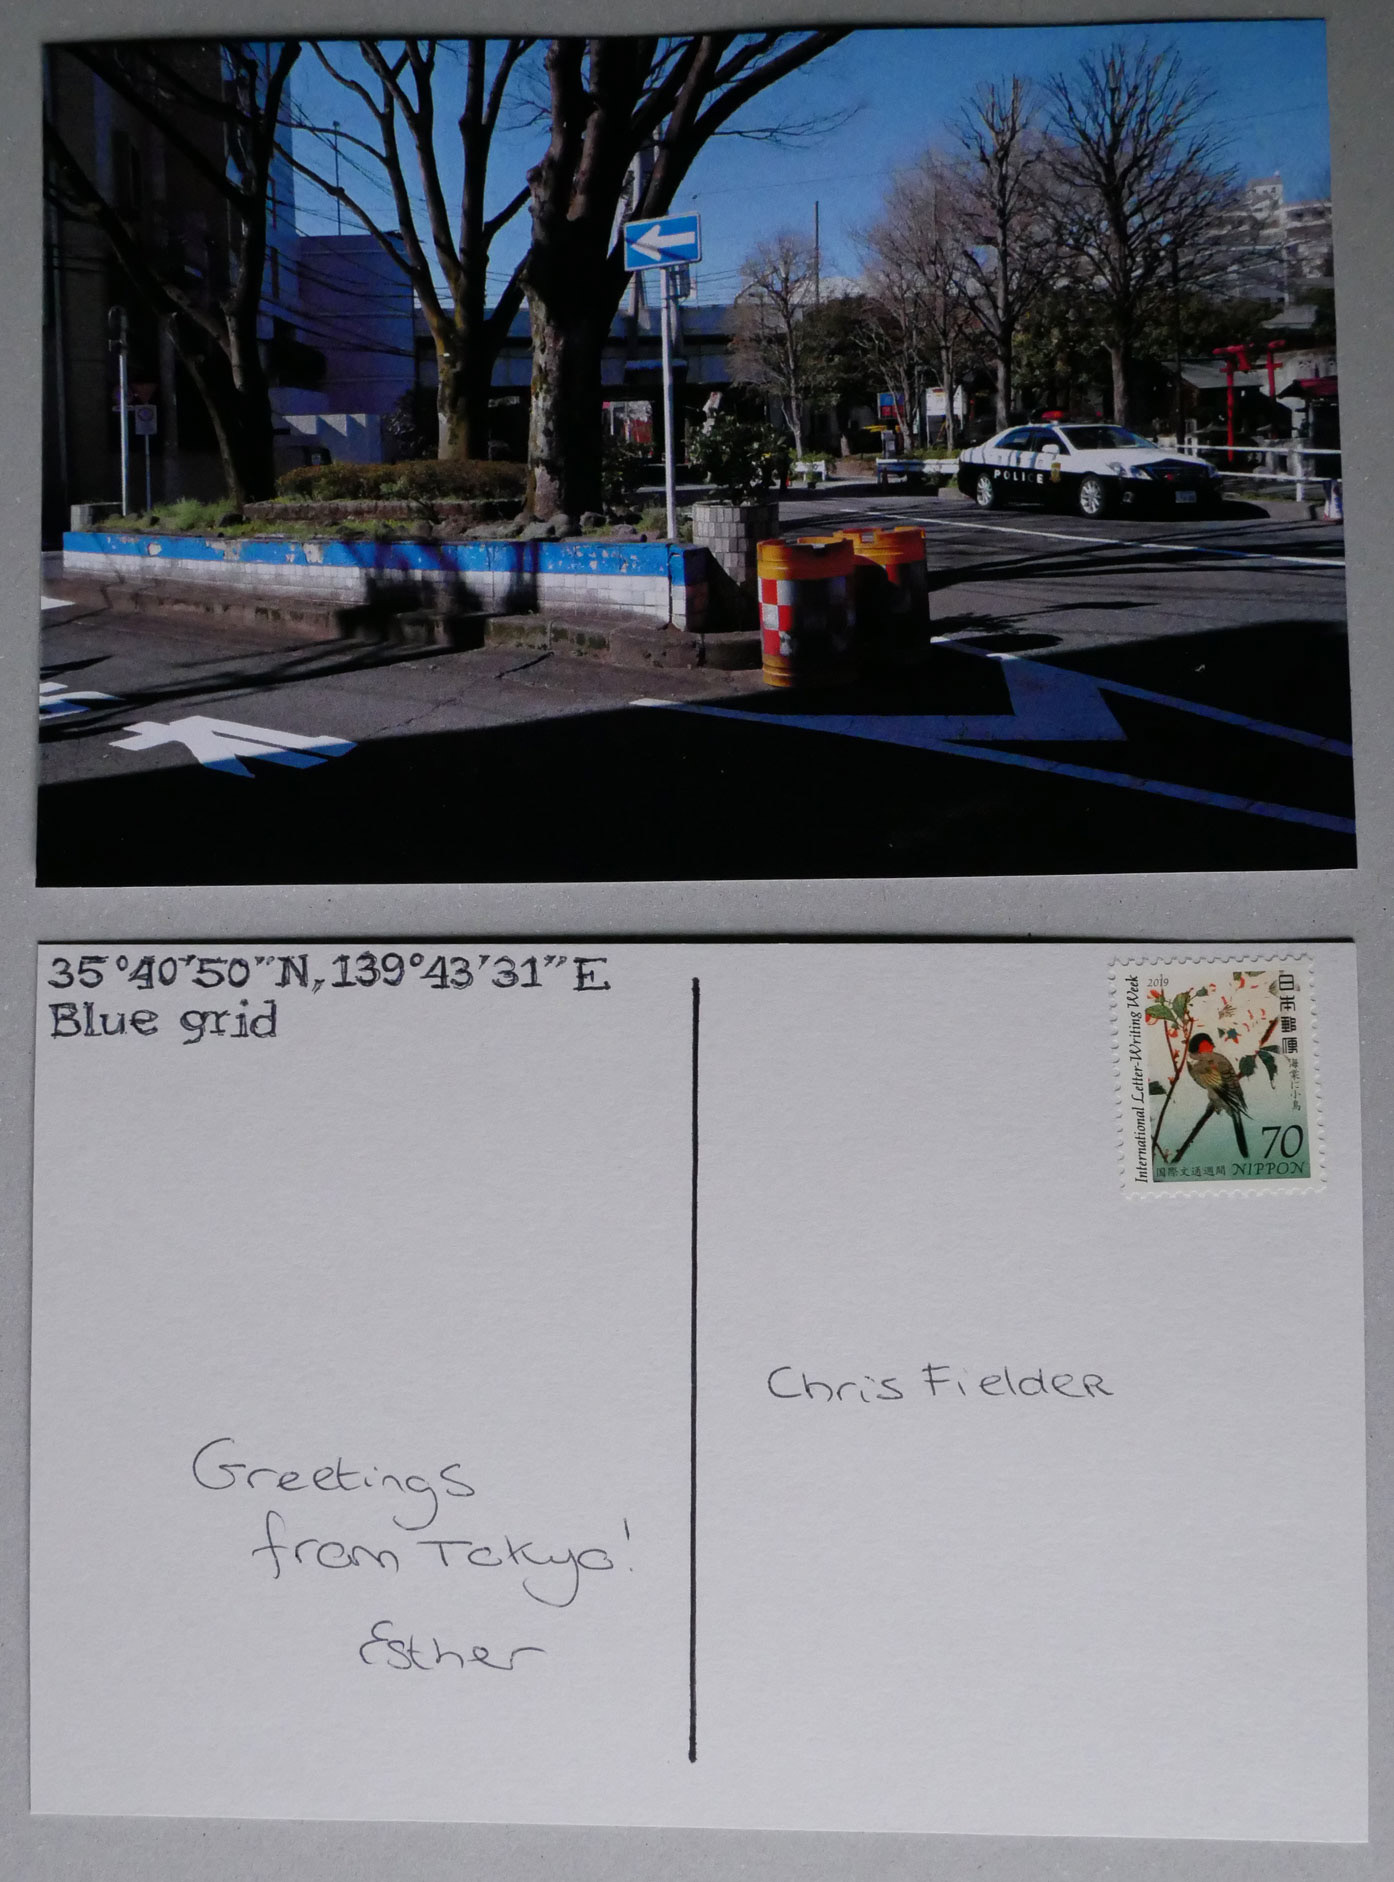 POLICE
35°40'50"N, 139°43'31"E
Blue grid
International Letter-Writing Week
2019
日本郵便
海棠に小鳥
70
国際文通週間 NIPPON
Chris Fielder
Greetings
from Tokyo!
Esther